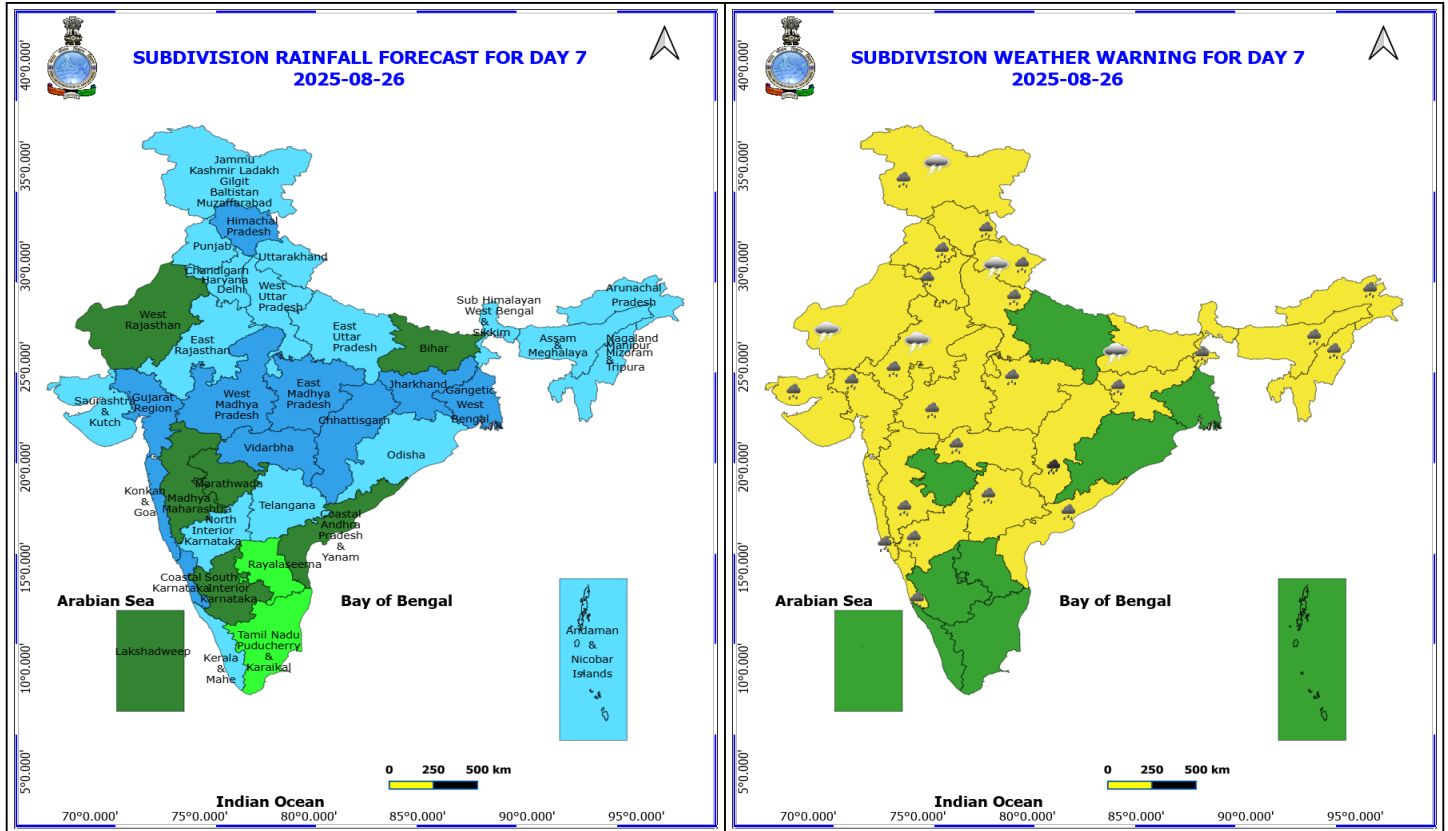 SUBDIVISION RAINFALL FORECAST FOR DAY 7
2025-08-26
40°0.000'
35°0.000'
30°0.000'
25°0.000'
20°0.000'
15°0.000'
10°0.000'
5°0.000'
Jammu
Kashmir Ladakh
Gilgit
Baltistan
Muzaffarabad
Himachal
Pradesh
Punjab
Uttarakhand
Chandigarh
Haryana
Delhi
West
Uttar
Pradesh
West
Rajasthan
East
Rajasthan
East
Uttar
Pradesh
Bihar
Sub Himalayan
West Bengal
&
Sikkim
Arunachal
Pradesh
Assam
&
Meghalaya
Nagaland
Manipur
Mizoram
&
Tripura
Saurashtra
&
Kutch
Gujarat
Region
West
Madhya
Pradesh
East
Madhya
Pradesh
Jharkhand
Gangetic
West
Bengal
Chhattisgarh
Vidarbha
Odisha
Konkan
&
Goa
Madhya
Maharashtra
Marathwada
Telangana
North
Interior
Karnataka
Coastal
Andhra
Pradesh
&
Yanam
Rayalaseema
Coastal
Karnataka
South
Interior
Karnataka
Arabian Sea
Bay of Bengal
Lakshadweep
Tamil Nadu
Puducherry
&
Karaikal
Kerala
&
Mahe
Andaman
&
Nicobar
Islands
0 250 500 km
Indian Ocean
70°0.000' 75°0.000' 80°0.000' 85°0.000' 90°0.000' 95°0.000'
SUBDIVISION WEATHER WARNING FOR DAY 7
2025-08-26
40°0.000'
35°0.000'
30°0.000'
25°0.000'
20°0.000'
15°0.000'
10°0.000'
5°0.000'
Arabian Sea
Bay of Bengal
0 250 500 km
Indian Ocean
70°0.000' 75°0.000' 80°0.000' 85°0.000' 90°0.000' 95°0.000'